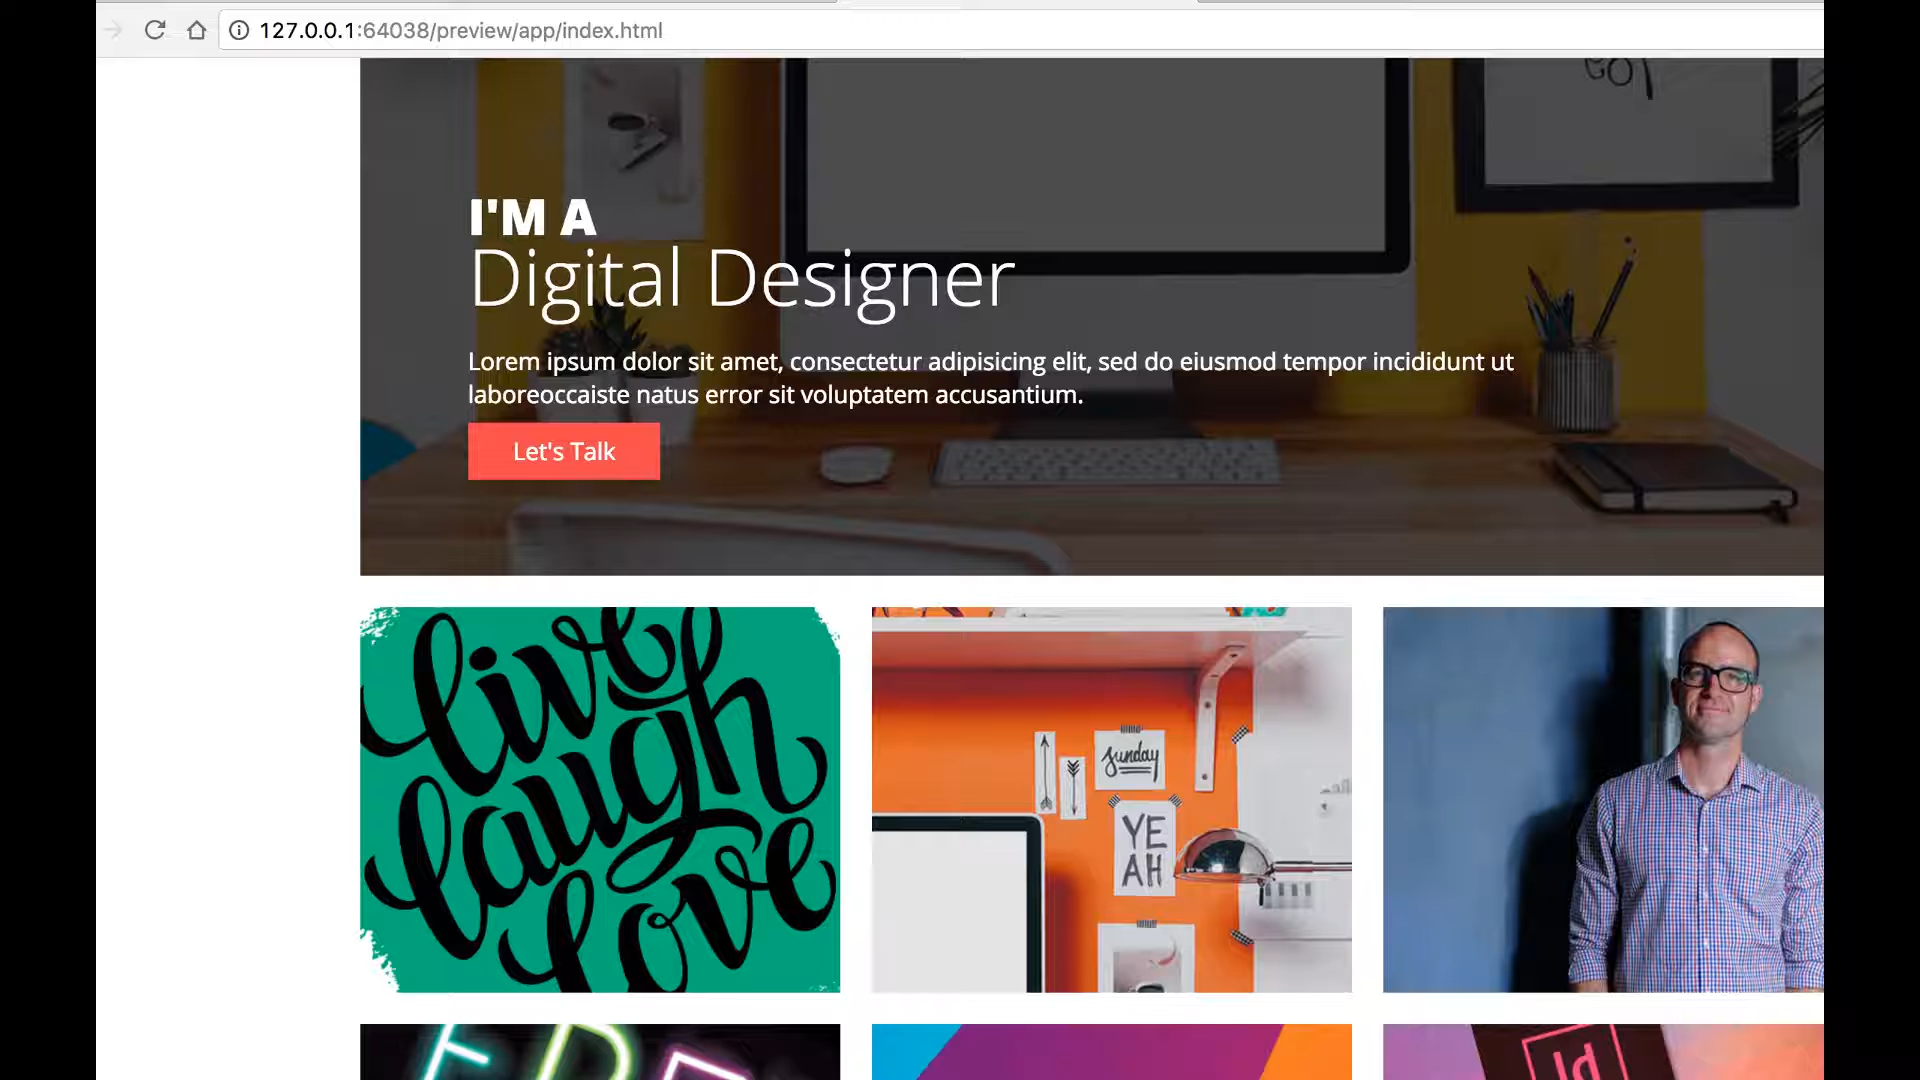 127.0.0.1:64038/preview/app/index.html
I'M A
Digital Designer
Lorem ipsum dolor sit amet, consectetur adipisicing elit, sed do eiusmod tempor incididunt ut
laboreoccaiste natus error sit voluptatem accusantium.
Let's Talk
live
laugh
love
sunday
YE
AH
Id